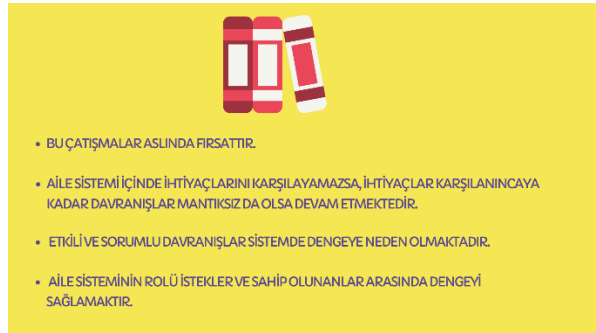 • BU ÇATIŞMALAR ASLINDA FIRSATTIR.
• AİLE SİSTEMİ İÇİNDE İHTİYAÇLARINI KARŞILAYAMAZSA, İHTİYAÇLAR KARŞILANINCAYA
KADAR DAVRANIŞLAR MANTIKSIZ DA OLSA DEVAM ETMEKTEDİR.
• ETKİLİ VE SORUMLU DAVRANIŞLAR SİSTEMDE DENGEYE NEDEN OLMAKTADIR.
• AİLE SİSTEMİNİN ROLÜ İSTEKLER VE SAHİP OLUNANLAR ARASINDA DENGEYİ
SAĞLAMAKTIR.